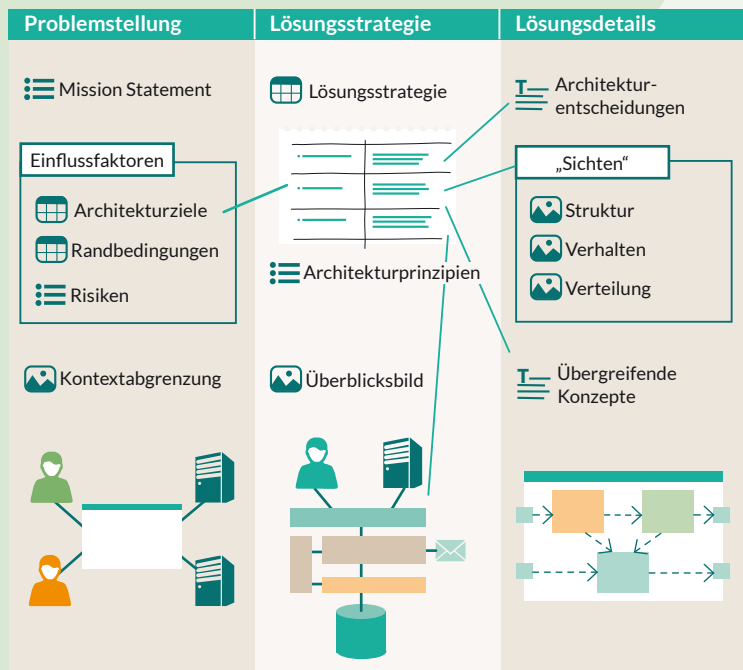 Problemstellung
Lösungsstrategie
Lösungsdetails
Mission Statement
Einflussfaktoren
Architekturziele
Randbedingungen
Risiken
Kontextabgrenzung
Lösungsstrategie
Architekturprinzipien
Überblicksbild
Architektur-
entscheidungen
„Sichten“
Struktur
Verhalten
Verteilung
Übergreifende
Konzepte